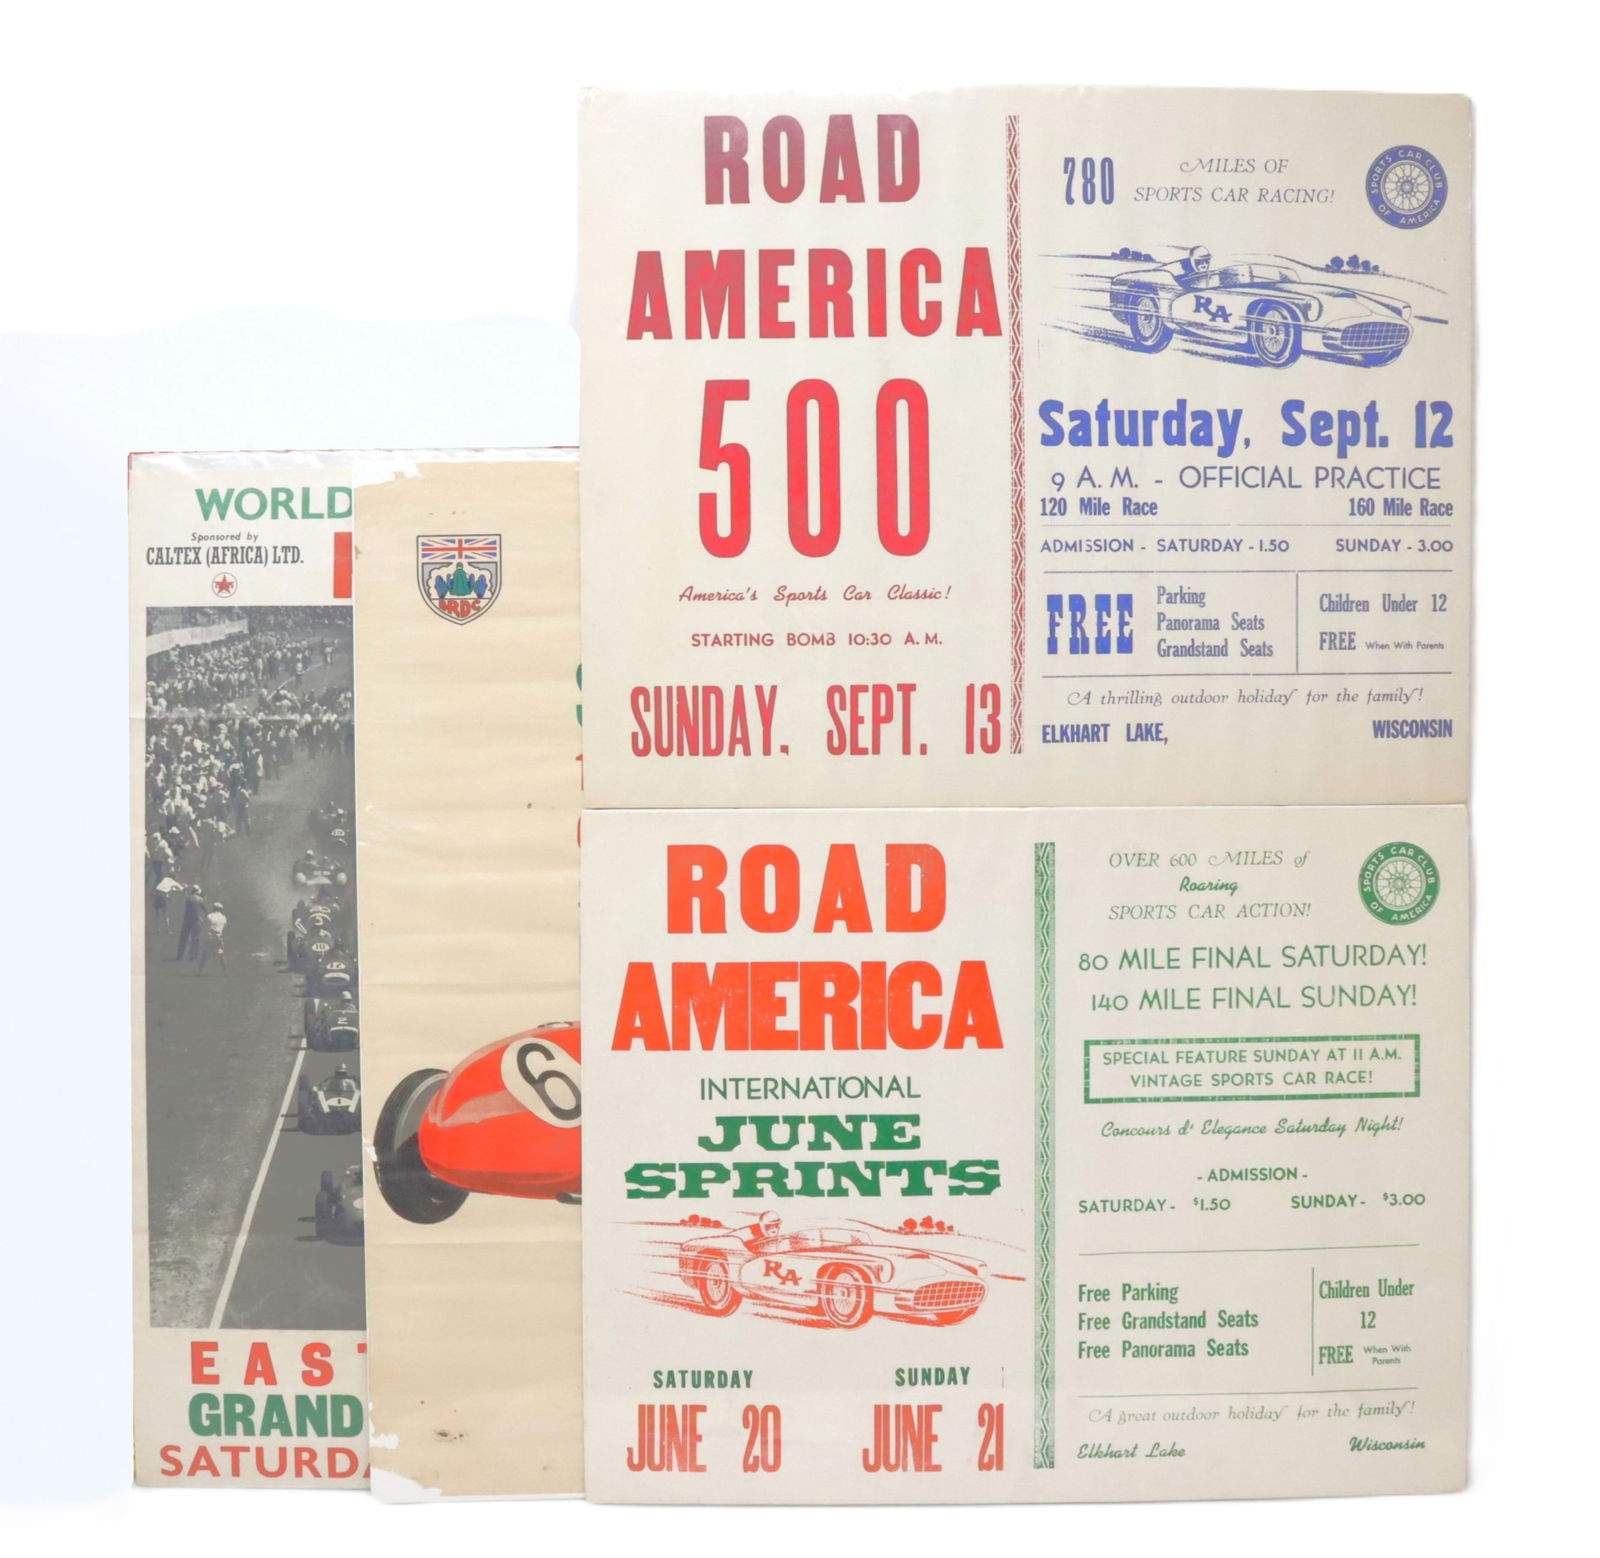 WORLD
Sponsored by
CALTEX (AFRICA) LTD.
10
12
2
EAS
GRAND
SATURDA
BRDC
6
ROAD
AMERICA
500
America's Sports Car Classic!
STARTING BOMB 10:30 A. M.
SUNDAY, SEPT. 13
780 MILES OF
SPORTS CAR RACING!
SPORTS CAR CLUB
OF AMERICA
RA
Saturday, Sept. 12
9 A. M. - OFFICIAL PRACTICE
120 Mile Race 160 Mile Race
ADMISSION - SATURDAY - 1.50 SUNDAY - 3.00
FREE
Parking
Panorama Seats
Grandstand Seats
Children Under 12
FREE When With Parents
A thrilling outdoor holiday for the family!
ELKHART LAKE, WISCONSIN
ROAD
AMERICA
INTERNATIONAL
JUNE
SPRINTS
RA
SATURDAY SUNDAY
JUNE 20 JUNE 21
OVER 600 MILES of
Roaring
SPORTS CAR ACTION!
SPORTS CAR CLUB
OF AMERICA
80 MILE FINAL SATURDAY!
140 MILE FINAL SUNDAY!
SPECIAL FEATURE SUNDAY AT 11 A.M.
VINTAGE SPORTS CAR RACE!
Concours d' Elegance Saturday Night!
- ADMISSION -
SATURDAY - $1.50 SUNDAY - $3.00
Free Parking
Free Grandstand Seats
Free Panorama Seats
Children Under
12
FREE When With
Parents
A great outdoor holiday for the family!
Elkhart Lake Wisconsin